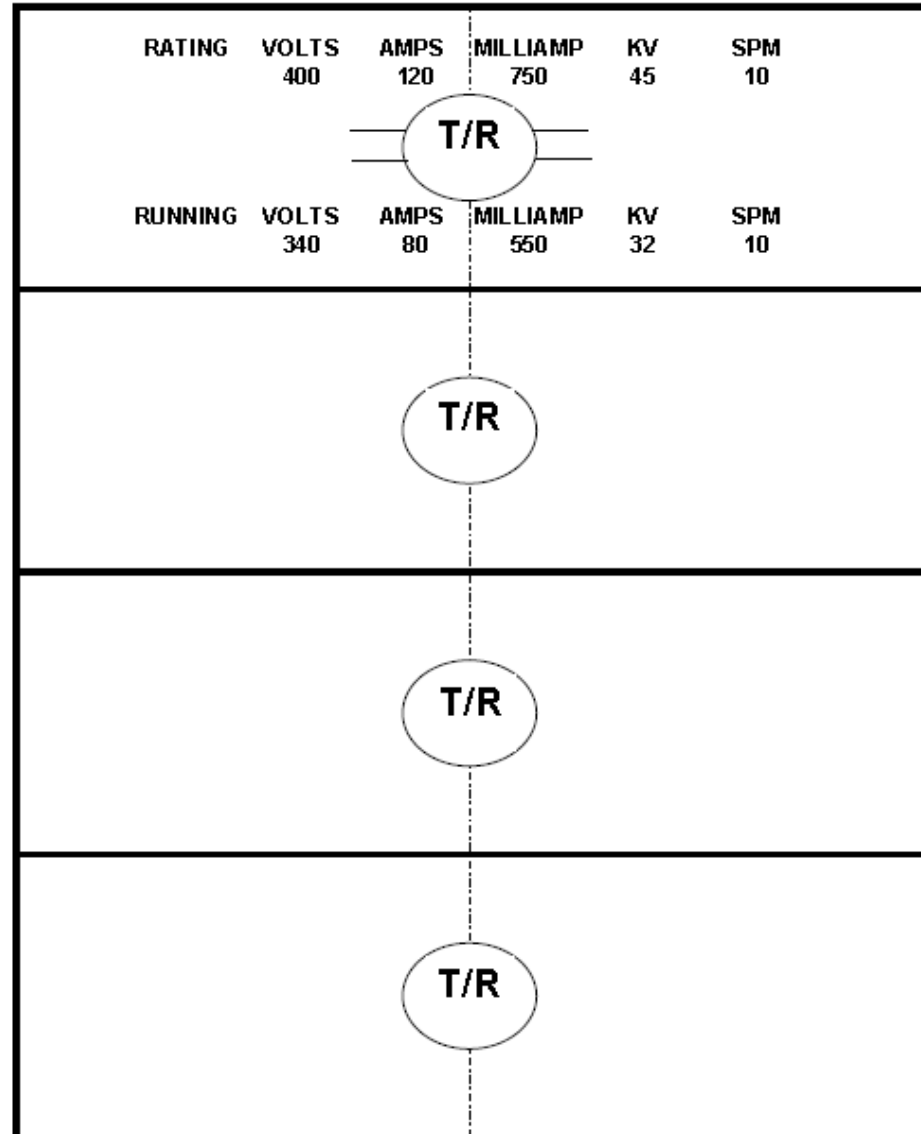 RATING VOLTS AMPS MILLIAMP KV SPM
400 120 750 45 10
T/R
RUNNING VOLTS AMPS MILLIAMP KV SPM
340 80 550 32 10
T/R
T/R
T/R